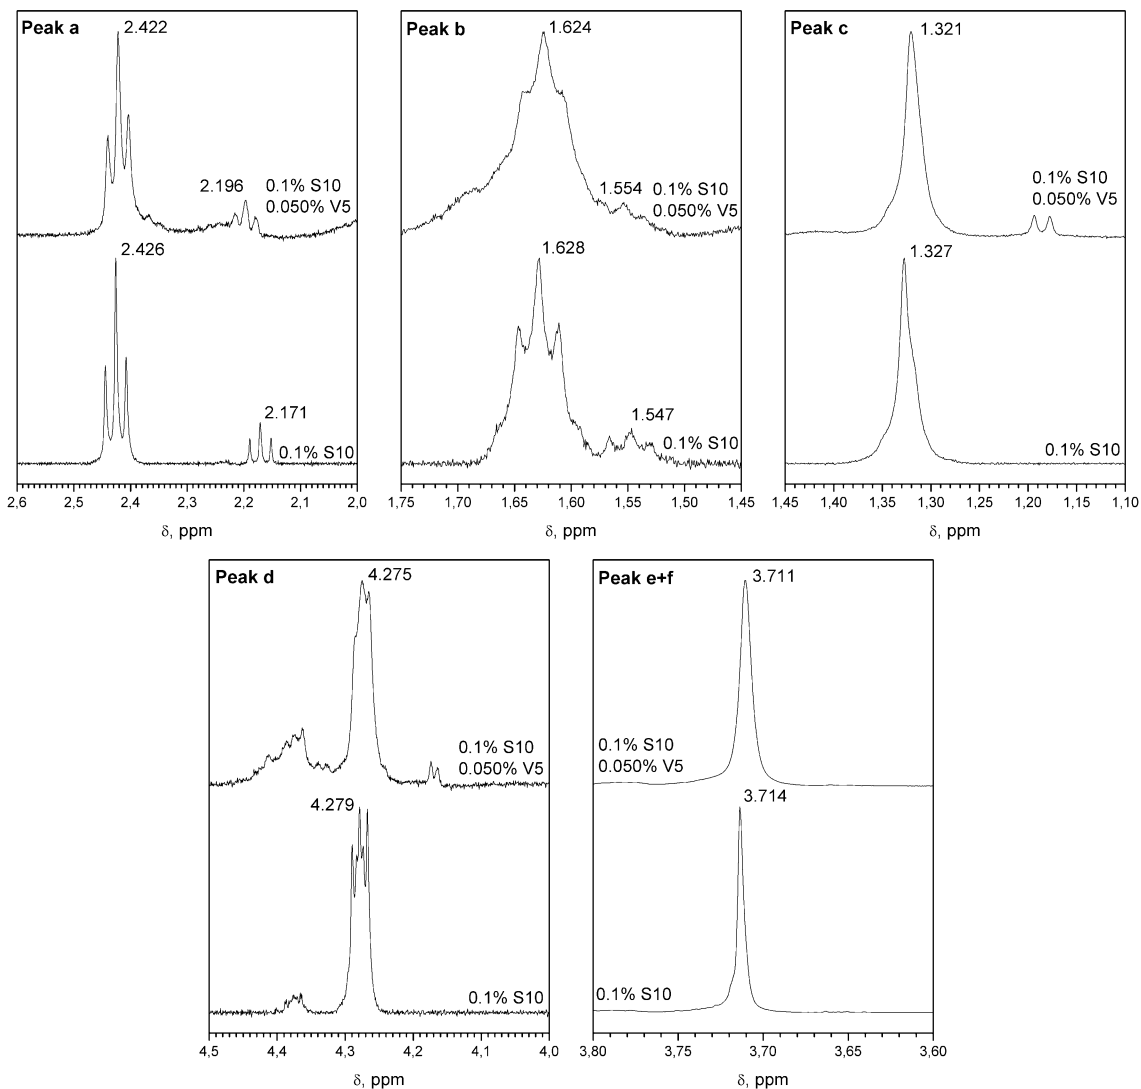 Peak a
2.422
2.196
0.1% S10
0.050% V5
2.426
2.171
0.1% S10
2,6 2,5 2,4 2,3 2,2 2,1 2,0
δ, ppm
Peak b
1.624
1.554
0.1% S10
0.050% V5
1.628
1.547
0.1% S10
1,75 1,70 1,65 1,60 1,55 1,50 1,45
δ, ppm
Peak c
1.321
0.1% S10
0.050% V5
1.327
0.1% S10
1,45 1,40 1,35 1,30 1,25 1,20 1,15 1,10
δ, ppm
Peak d
4.275
0.1% S10
0.050% V5
4.279
0.1% S10
4,5 4,4 4,3 4,2 4,1 4,0
δ, ppm
Peak e+f
3.711
0.1% S10
0.050% V5
3.714
0.1% S10
3,80 3,75 3,70 3,65 3,60
δ, ppm